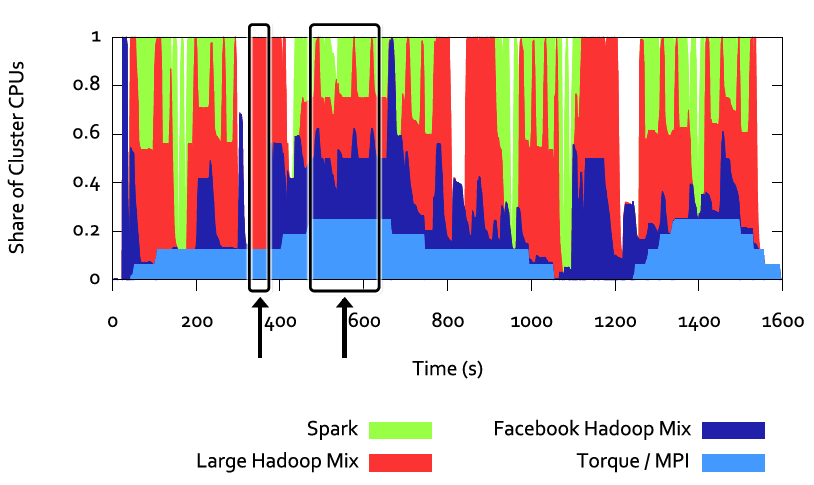 Share of Cluster CPUs
1
0.8
0.6
0.4
0.2
0
0 200 400 600 800 1000 1200 1400 1600
Time (s)
Spark Facebook Hadoop Mix
Large Hadoop Mix Torque / MPI